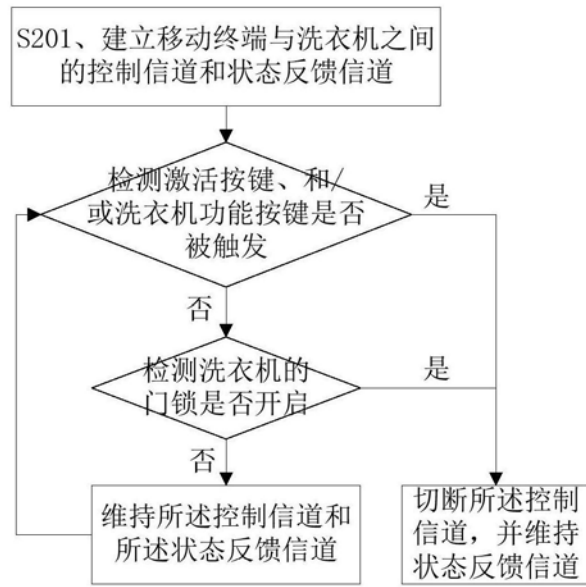 S201、建立移动终端与洗衣机之间
的控制信道和状态反馈信道
检测激活按键、和/
或洗衣机功能按键是否
被触发
是
否
检测洗衣机的
门锁是否开启
是
否
维持所述控制信道和
所述状态反馈信道
切断所述控制
信道，并维持
状态反馈信道